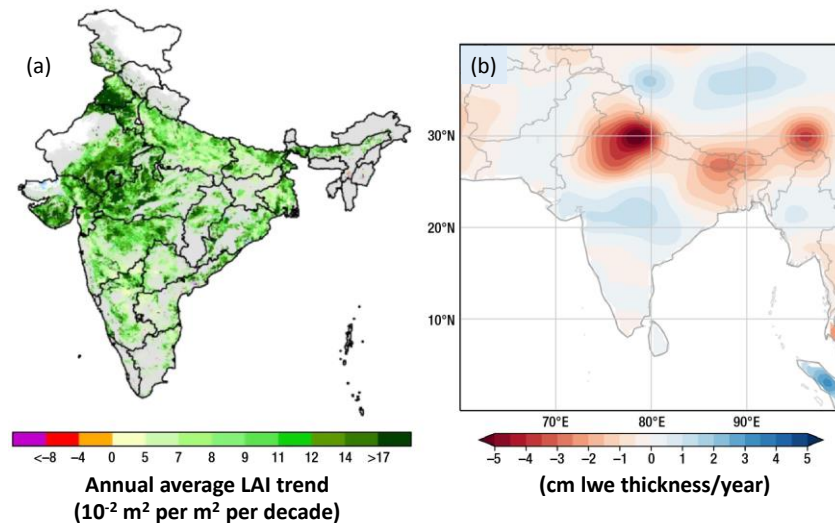 (a)
<–8 –4 0 5 7 8 9 11 12 14 >17
Annual average LAI trend
(10⁻² m² per m² per decade)
(b)
30°N
20°N
10°N
70°E 80°E 90°E
−5 −4 −3 −2 −1 0 1 2 3 4 5
(cm lwe thickness/year)